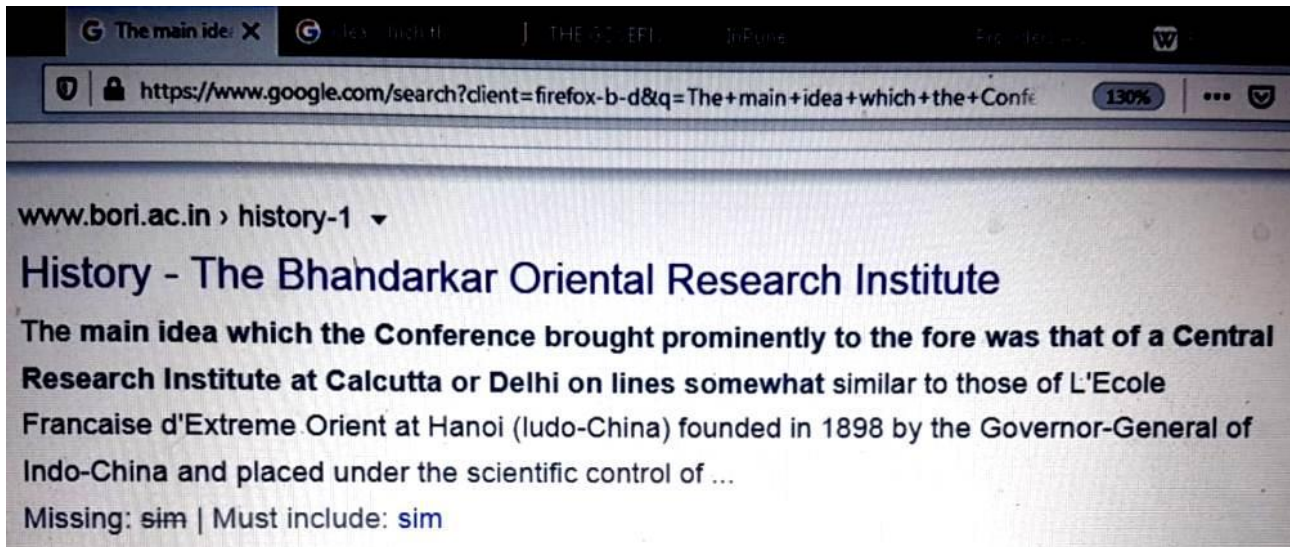 The main ide
THE
https://www.google.com/search?client=firefox-b-d&q=The+main+idea+which+the+Confe 130%
www.bori.ac.in › history-1
History - The Bhandarkar Oriental Research Institute
The main idea which the Conference brought prominently to the fore was that of a Central
Research Institute at Calcutta or Delhi on lines somewhat similar to those of L'Ecole
Francaise d'Extreme Orient at Hanoi (ludo-China) founded in 1898 by the Governor-General of
Indo-China and placed under the scientific control of ...
Missing: sim | Must include: sim